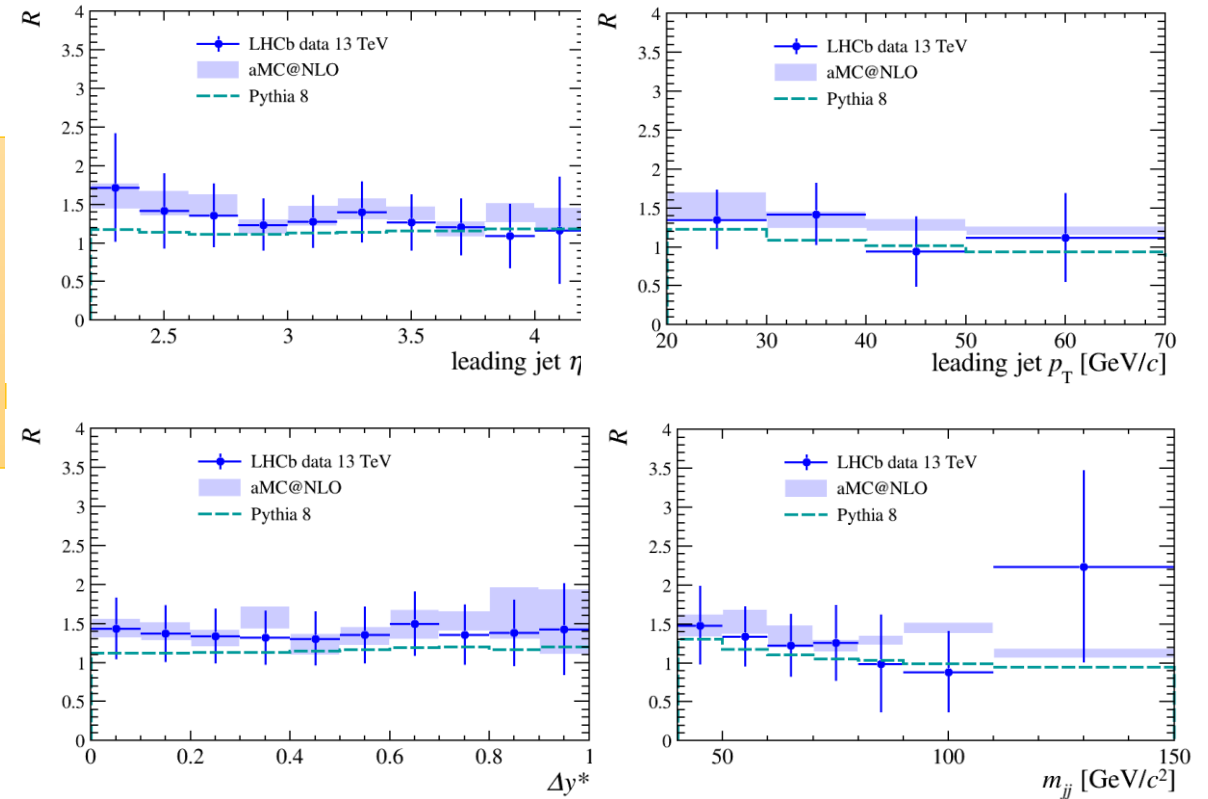 R
4
3.5
3
2.5
2
1.5
1
0.5
0
LHCb data 13 TeV
aMC@NLO
Pythia 8
2.5 3 3.5 4
leading jet η
R
4
3.5
3
2.5
2
1.5
1
0.5
0
LHCb data 13 TeV
aMC@NLO
Pythia 8
20 30 40 50 60 70
leading jet p_T [GeV/c]
R
4
3.5
3
2.5
2
1.5
1
0.5
0
LHCb data 13 TeV
aMC@NLO
Pythia 8
0 0.2 0.4 0.6 0.8 1
Δy*
R
4
3.5
3
2.5
2
1.5
1
0.5
0
LHCb data 13 TeV
aMC@NLO
Pythia 8
50 100 150
m_jj [GeV/c²]